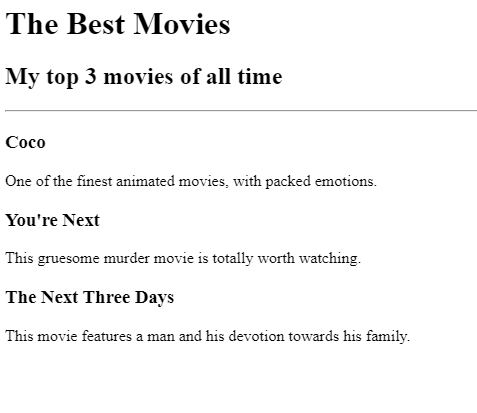 The Best Movies
My top 3 movies of all time
Coco
One of the finest animated movies, with packed emotions.
You're Next
This gruesome murder movie is totally worth watching.
The Next Three Days
This movie features a man and his devotion towards his family.